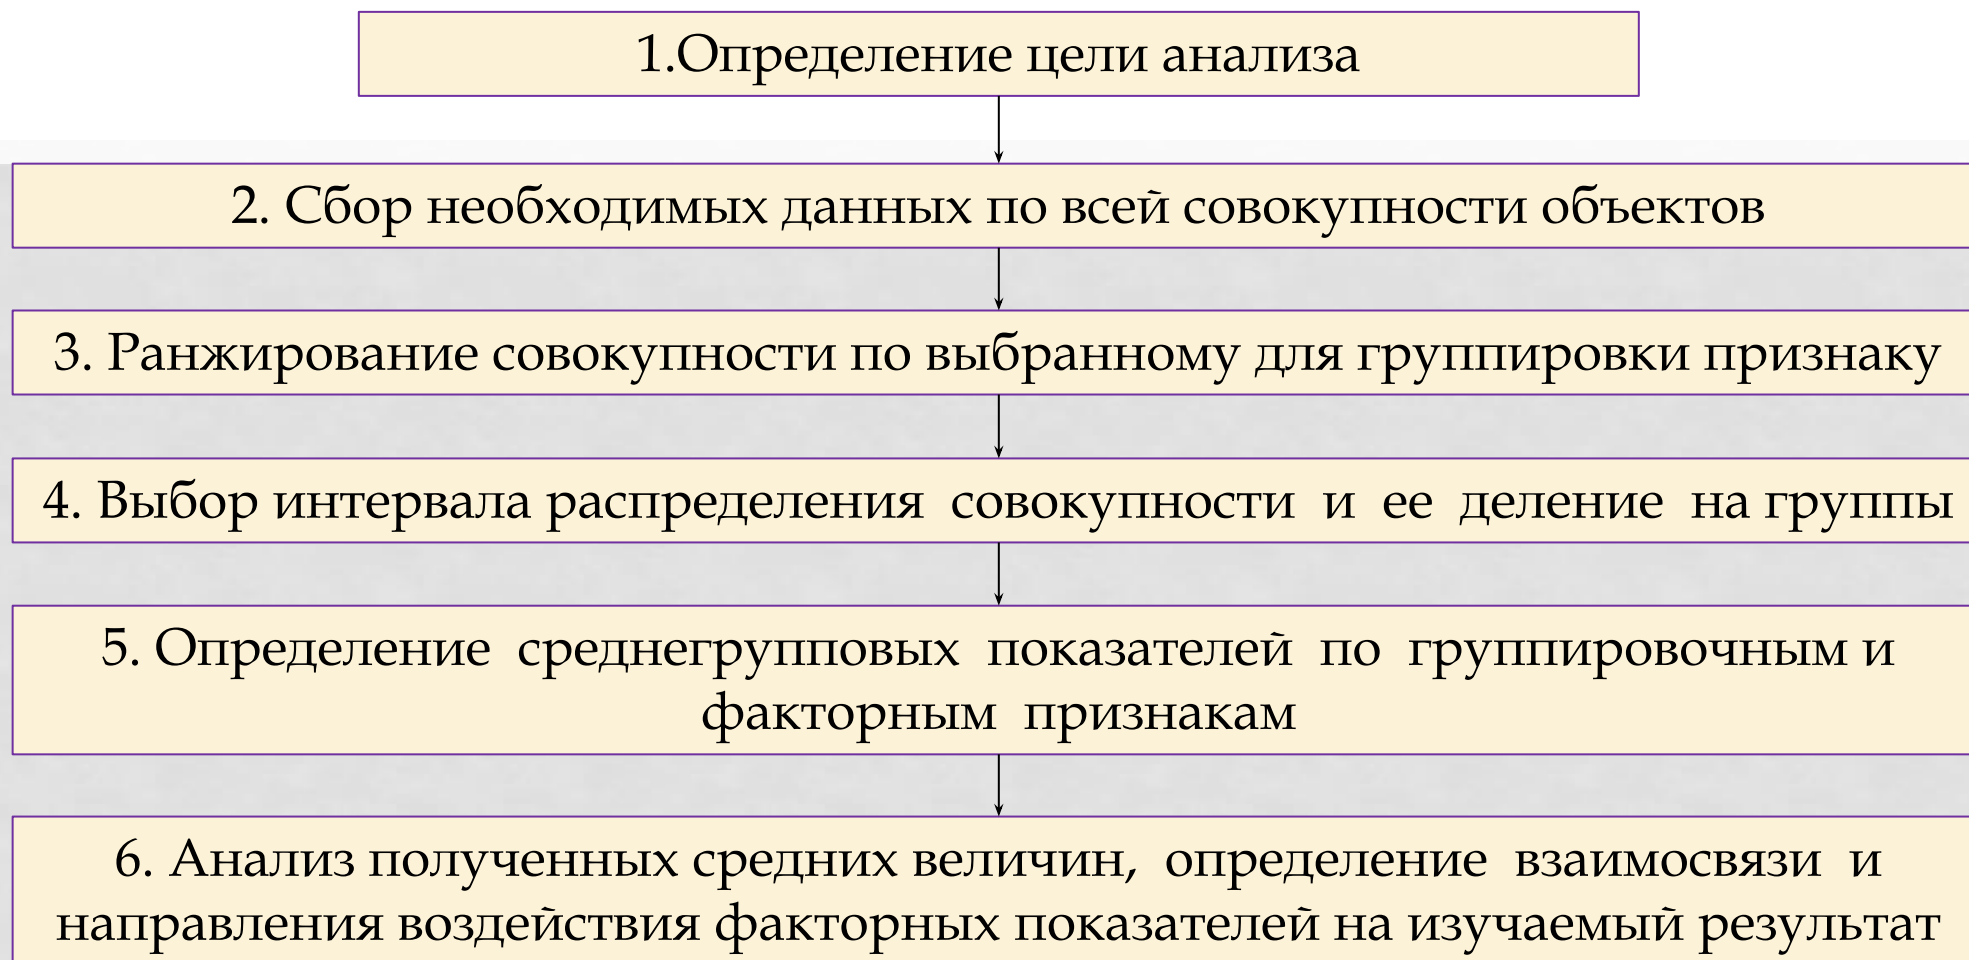 1.Определение цели анализа
2. Сбор необходимых данных по всей совокупности объектов
3. Ранжирование совокупности по выбранному для группировки признаку
4. Выбор интервала распределения совокупности и ее деление на группы
5. Определение среднегрупповых показателей по группировочным и
факторным признакам
6. Анализ полученных средних величин, определение взаимосвязи и
направления воздействия факторных показателей на изучаемый результат